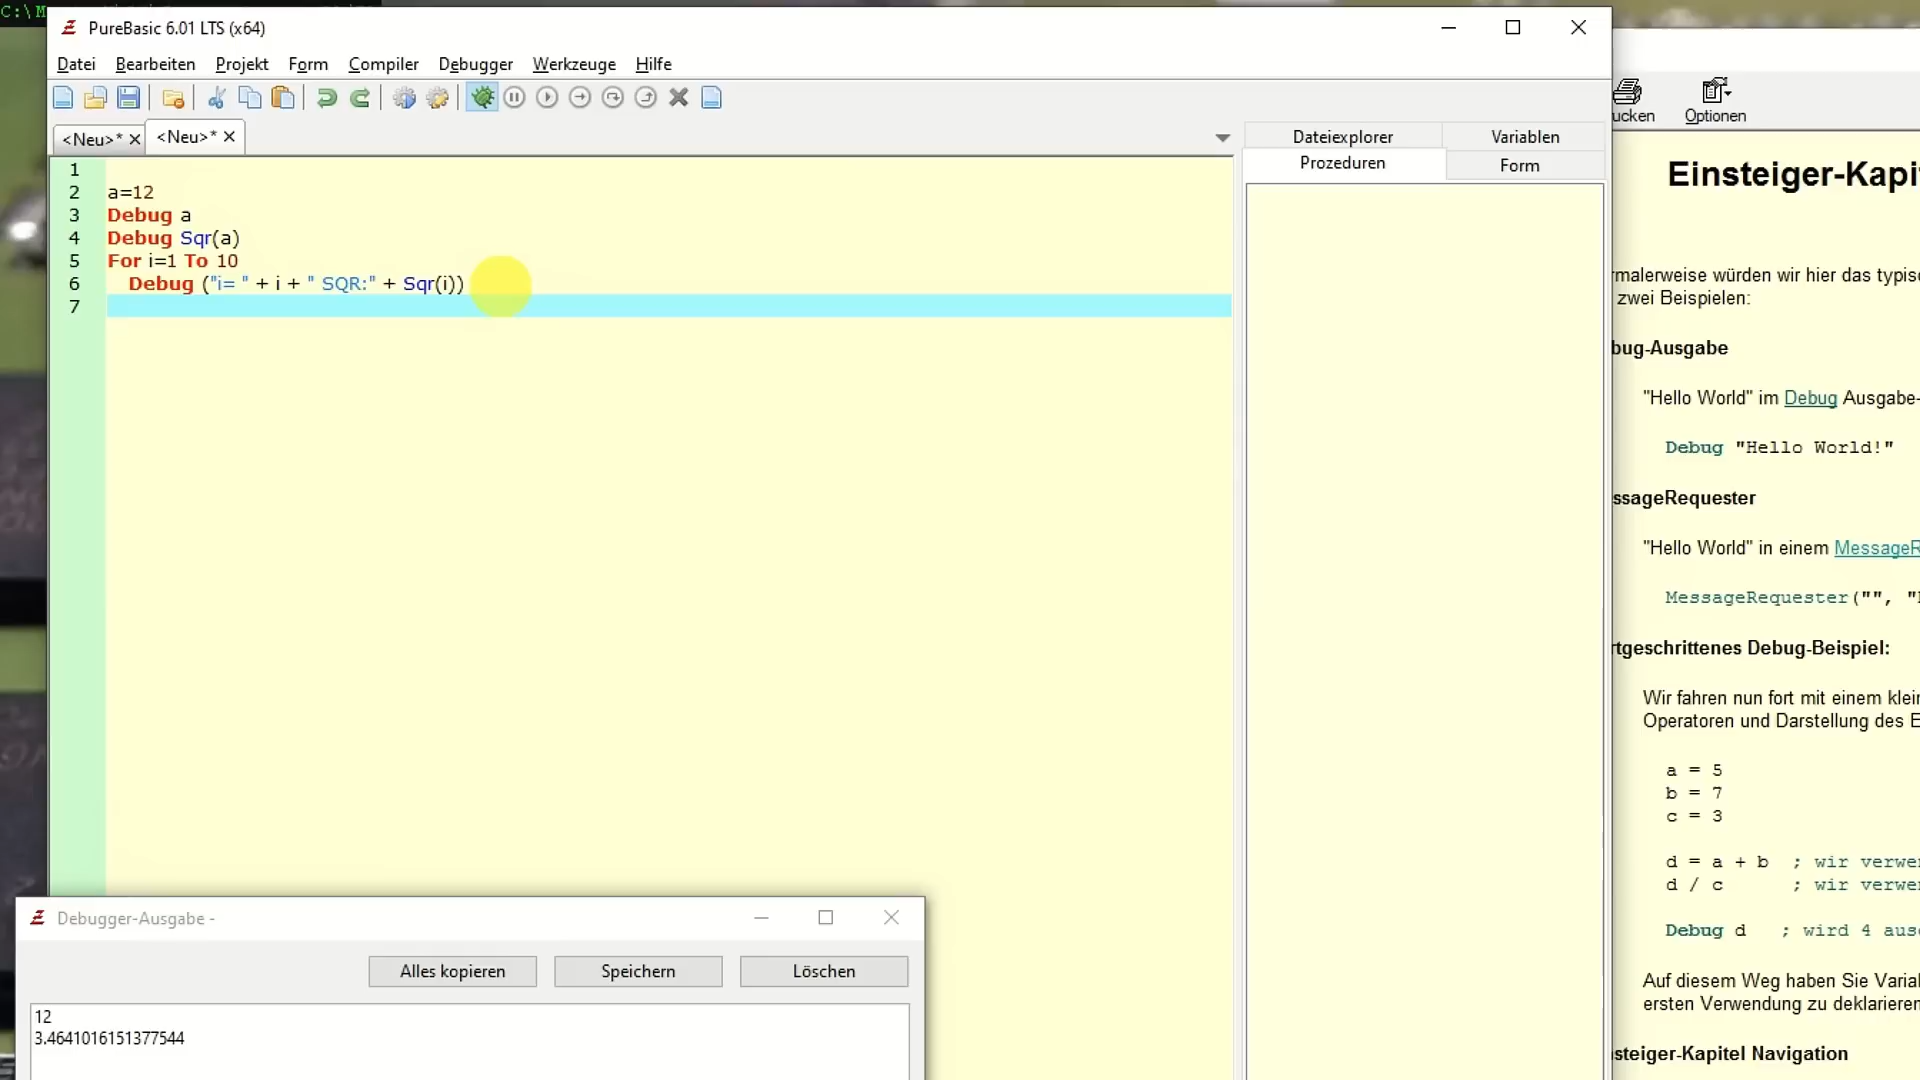 C:\M
PureBasic 6.01 LTS (x64)
Datei Bearbeiten Projekt Form Compiler Debugger Werkzeuge Hilfe
<Neu>* <Neu>*
1
2 a=12
3 Debug a
4 Debug Sqr(a)
5 For i=1 To 10
6 Debug ("i= " + i + " SQR:" + Sqr(i))
7
Dateiexplorer Variablen
Prozeduren Form
ucken Optionen
Einsteiger-Kapi
rmalerweise würden wir hier das typis
zwei Beispielen:
bug-Ausgabe
"Hello World" im Debug Ausgabe-
Debug "Hello World!"
ssageRequester
"Hello World" in einem MessageR
MessageRequester("", "
rtgeschrittenes Debug-Beispiel:
Wir fahren nun fort mit einem klein
Operatoren und Darstellung des E
a = 5
b = 7
c = 3
d = a + b ; wir verwe
d / c ; wir verwe
Debug d ; wird 4 aus
Auf diesem Weg haben Sie Varial
ersten Verwendung zu deklarieren
steiger-Kapitel Navigation
Debugger-Ausgabe -
Alles kopieren Speichern Löschen
12
3.4641016151377544